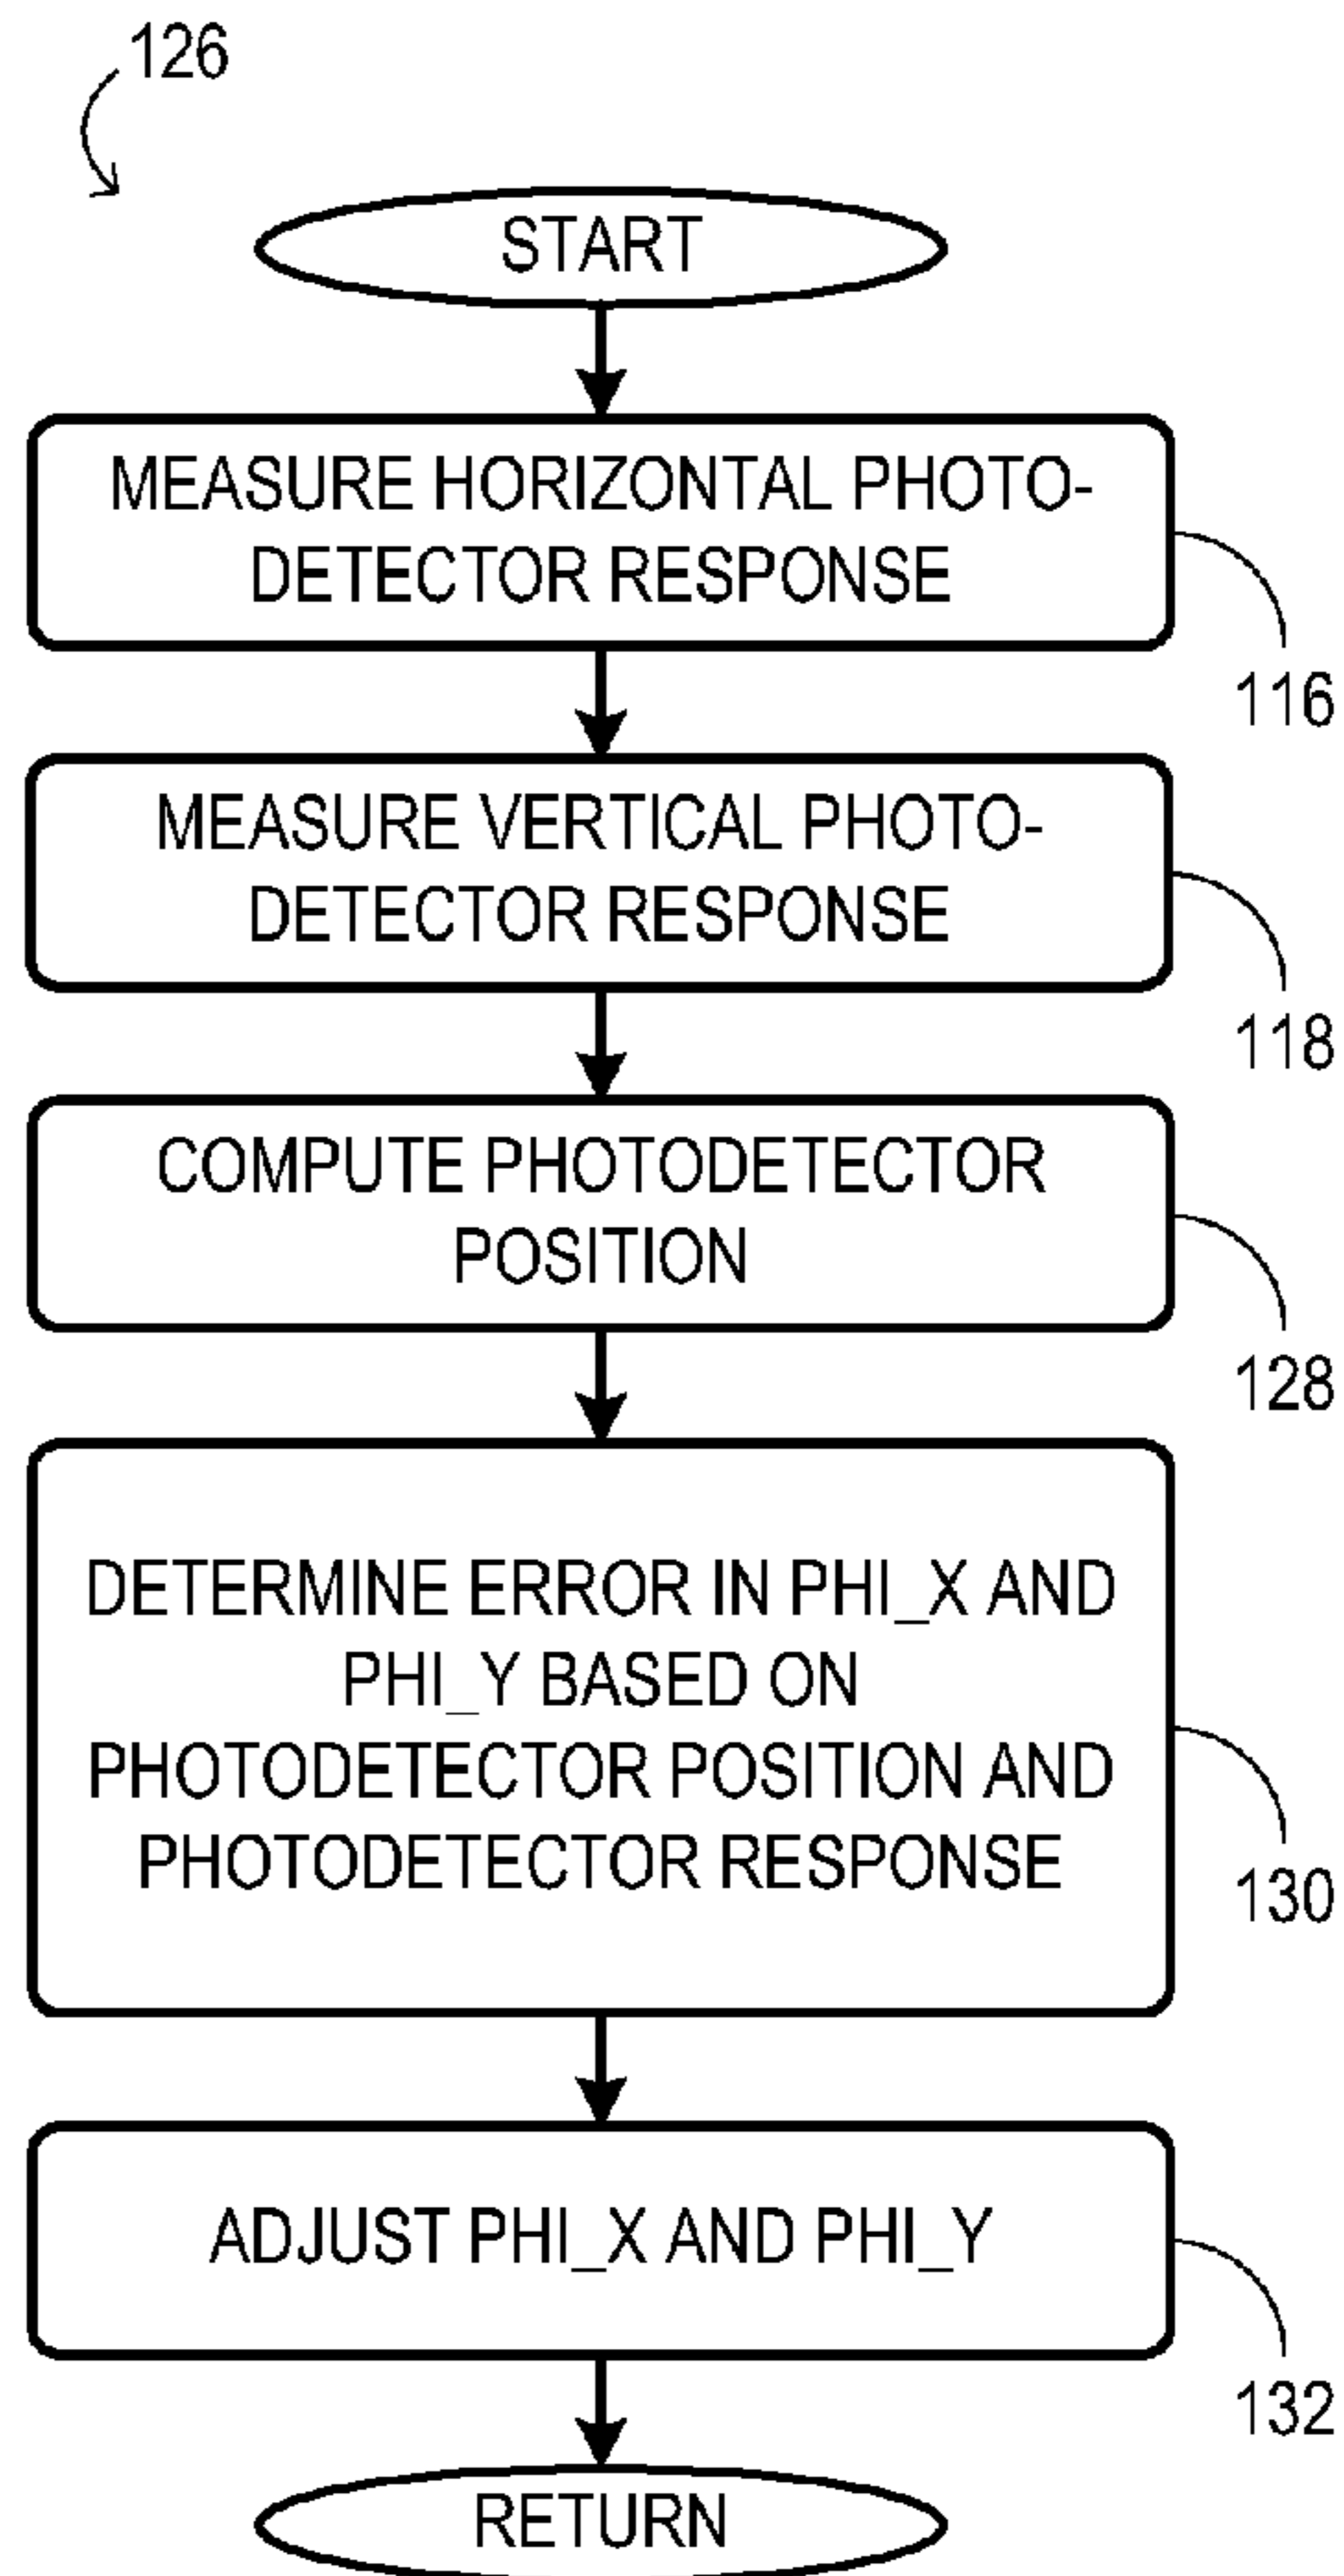 126
START
MEASURE HORIZONTAL PHOTO-
DETECTOR RESPONSE
116
MEASURE VERTICAL PHOTO-
DETECTOR RESPONSE
118
COMPUTE PHOTODETECTOR
POSITION
128
DETERMINE ERROR IN PHI_X AND
PHI_Y BASED ON
PHOTODETECTOR POSITION AND
PHOTODETECTOR RESPONSE
130
ADJUST PHI_X AND PHI_Y
132
RETURN